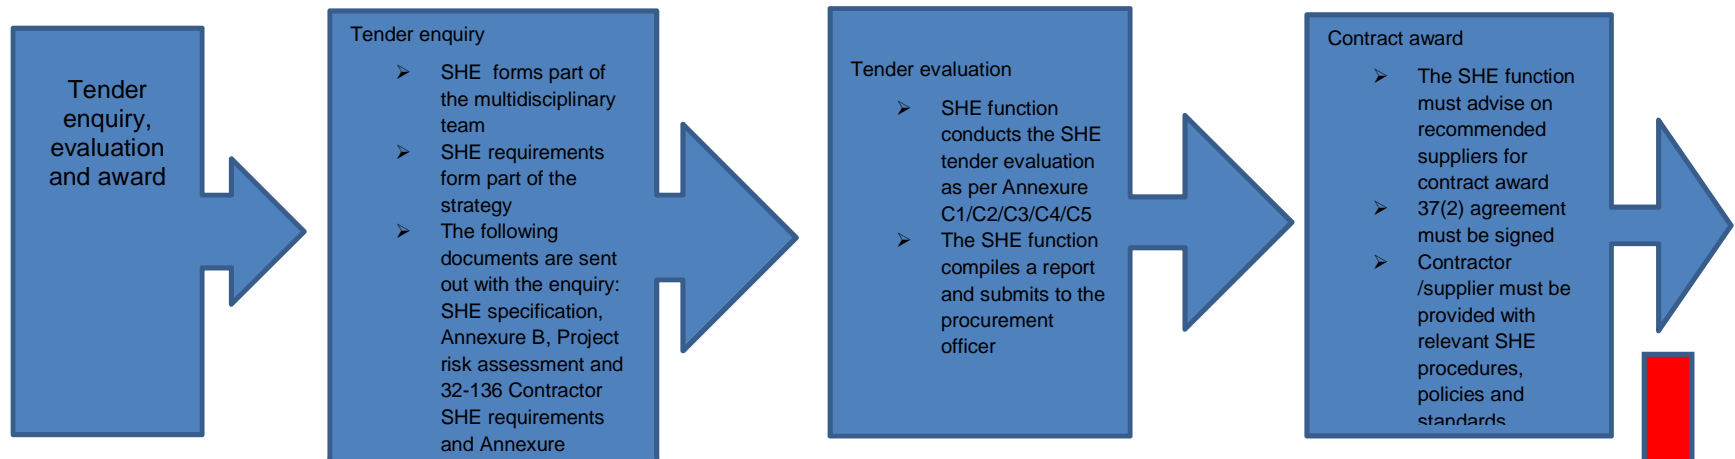 Tender
enquiry,
evaluation
and award
Tender enquiry
➢ SHE forms part of
the multidisciplinary
team
➢ SHE requirements
form part of the
strategy
➢ The following
documents are sent
out with the enquiry:
SHE specification,
Annexure B, Project
risk assessment and
32-136 Contractor
SHE requirements
and Annexure
Tender evaluation
➢ SHE function
conducts the SHE
tender evaluation
as per Annexure
C1/C2/C3/C4/C5
➢ The SHE function
compiles a report
and submits to the
procurement
officer
Contract award
➢ The SHE function
must advise on
recommended
suppliers for
contract award
➢ 37(2) agreement
must be signed
➢ Contractor
/supplier must be
provided with
relevant SHE
procedures,
policies and
standards